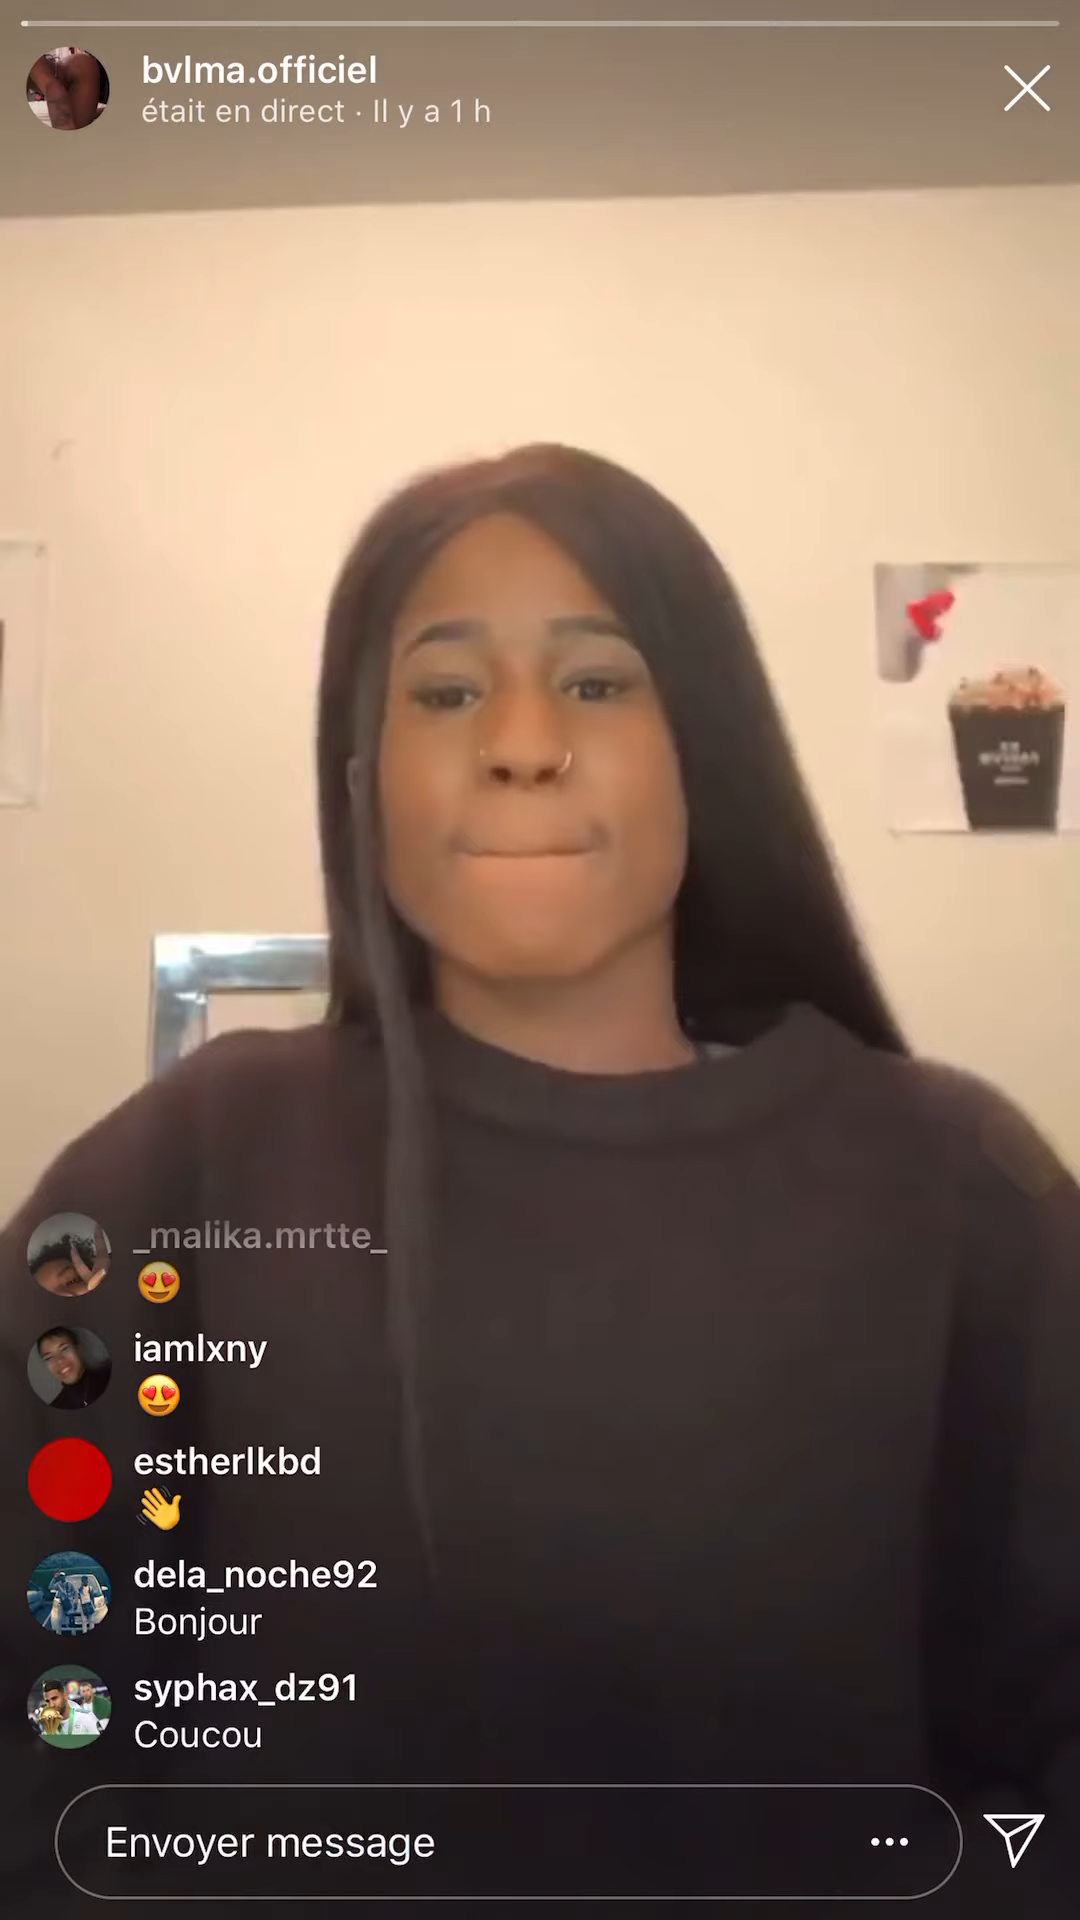 bvlma.officiel
était en direct · Il y a 1 h
_malika.mrtte_
😍
iamlxny
😍
estherlkbd
👋
dela_noche92
Bonjour
syphax_dz91
Coucou
Envoyer message